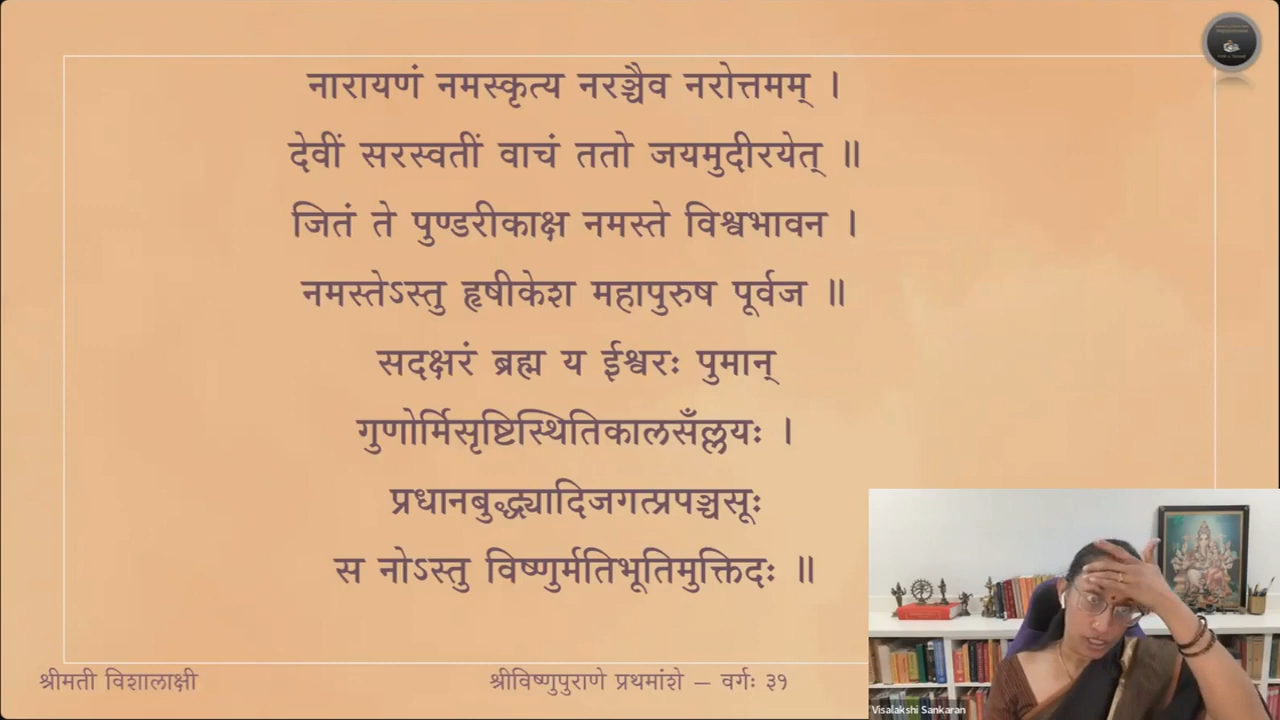 नारायणं नमस्कृत्य नरञ्चैव नरोत्तमम् ।
देवीं सरस्वतीं वाचं ततो जयमुदीरयेत् ॥
जितं ते पुण्डरीकाक्ष नमस्ते विश्वभावन ।
नमस्तेऽस्तु हृषीकेश महापुरुष पूर्वज ॥
सदक्षरं ब्रह्म य ईश्वरः पुमान्
गुणोर्मिसृष्टिस्थितिकालसँल्लयः ।
प्रधानबुद्ध्यादिजगत्प्रपञ्चसूः
स नोऽस्तु विष्णुर्मतिभूतिमुक्तिदः ॥
श्रीमती विशालाक्षी
श्रीविष्णुपुराणे प्रथमांशे – वर्गः ३१
Visalakshi Sankaran